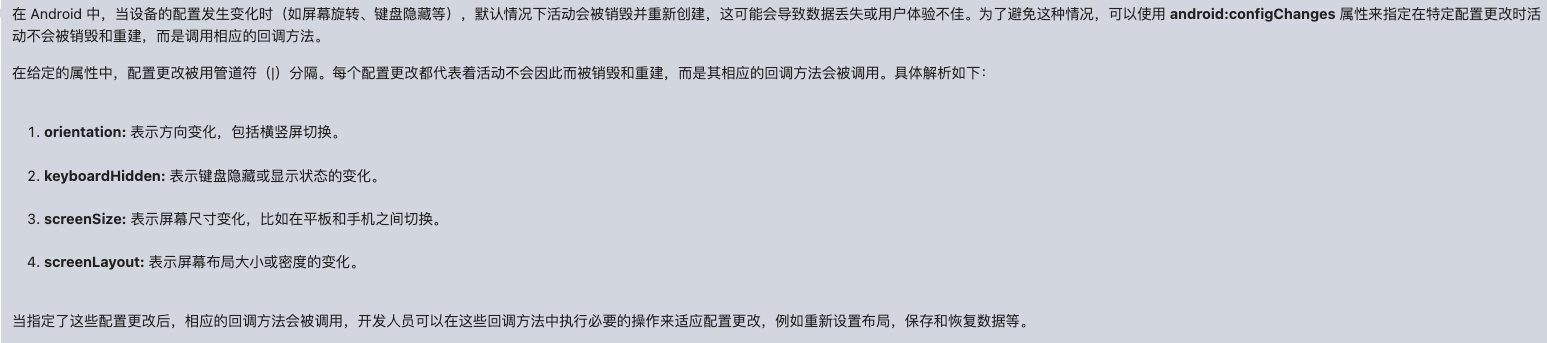 在 Android 中，当设备的配置发生变化时（如屏幕旋转、键盘隐藏等），默认情况下活动会被销毁并重新创建，这可能会导致数据丢失或用户体验不佳。为了避免这种情况，可以使用 android:configChanges 属性来指定在特定配置更改时活
动不会被销毁和重建，而是调用相应的回调方法。
在给定的属性中，配置更改被用管道符（|）分隔。每个配置更改都代表着活动不会因此而被销毁和重建，而是其相应的回调方法会被调用。具体解析如下：
1. orientation: 表示方向变化，包括横竖屏切换。
2. keyboardHidden: 表示键盘隐藏或显示状态的变化。
3. screenSize: 表示屏幕尺寸变化，比如在平板和手机之间切换。
4. screenLayout: 表示屏幕布局大小或密度的变化。
当指定了这些配置更改后，相应的回调方法会被调用，开发人员可以在这些回调方法中执行必要的操作来适应配置更改，例如重新设置布局，保存和恢复数据等。